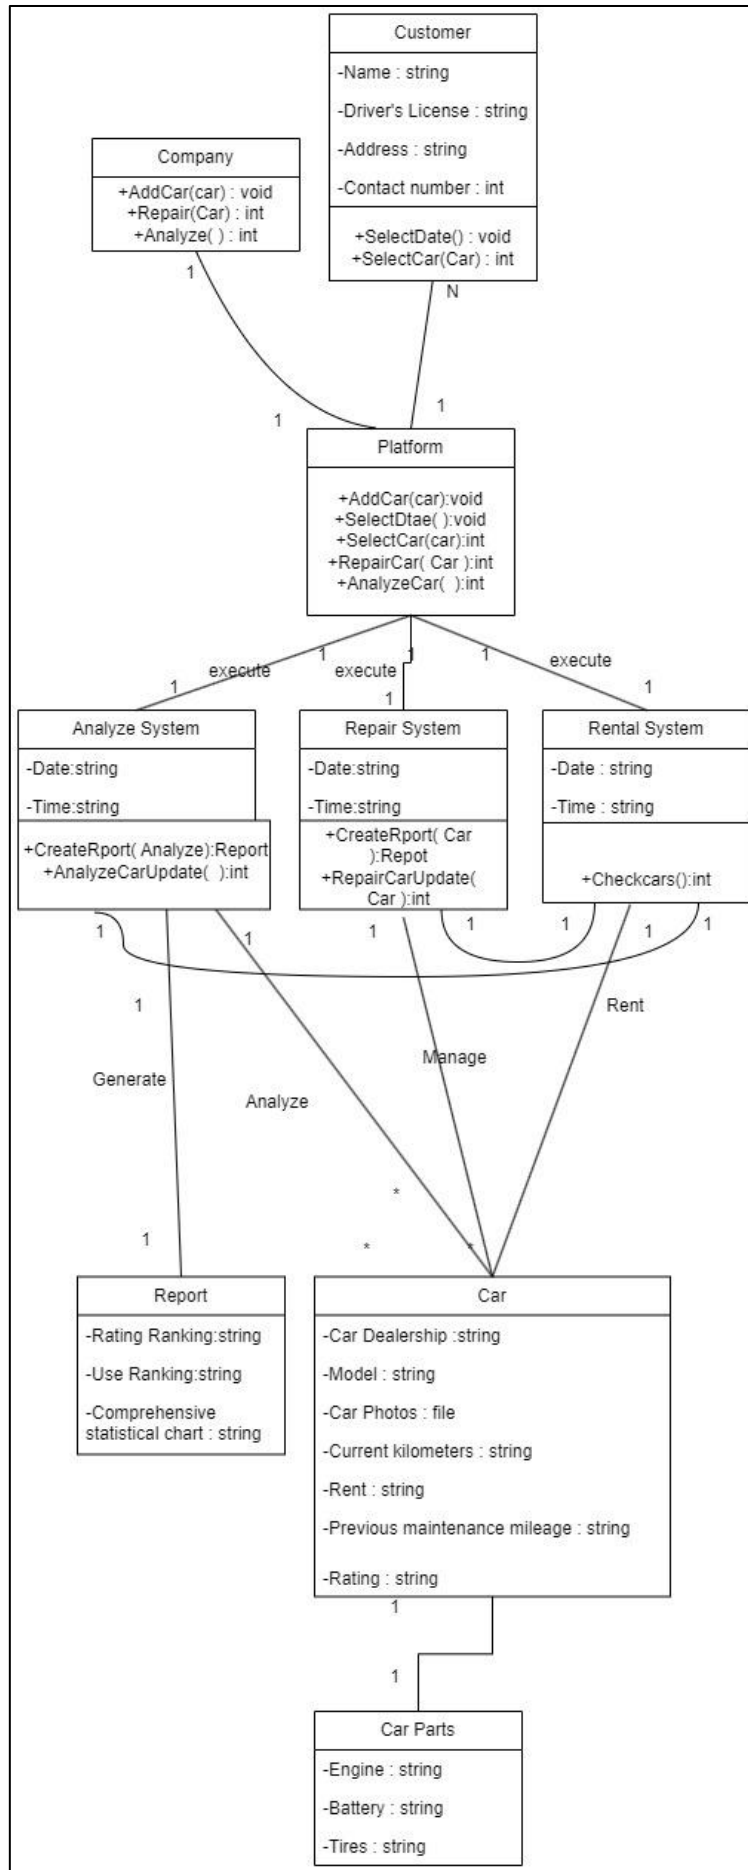 Customer
-Name : string
-Driver's License : string
-Address : string
-Contact number : int
+SelectDate() : void
+SelectCar(Car) : int
N
Company
+AddCar(car) : void
+Repair(Car) : int
+Analyze( ) : int
1
1
1
Platform
+AddCar(car):void
+SelectDtae( ):void
+SelectCar(car):int
+RepairCar( Car ):int
+AnalyzeCar(  ):int
1
1
1
execute
execute
execute
1
1
1
Analyze System
-Date:string
-Time:string
+CreateRport( Analyze):Report
+AnalyzeCarUpdate(  ):int
Repair System
-Date:string
-Time:string
+CreateRport( Car
):Repot
+RepairCarUpdate(
Car ):int
Rental System
-Date : string
-Time : string
+Checkcars():int
1
1
1
1
1
1
1
1
Generate
Analyze
Manage
Rent
*
*
*
1
Report
-Rating Ranking:string
-Use Ranking:string
-Comprehensive
statistical chart : string
Car
-Car Dealership :string
-Model : string
-Car Photos : file
-Current kilometers : string
-Rent : string
-Previous maintenance mileage : string
-Rating : string
1
1
Car Parts
-Engine : string
-Battery : string
-Tires : string